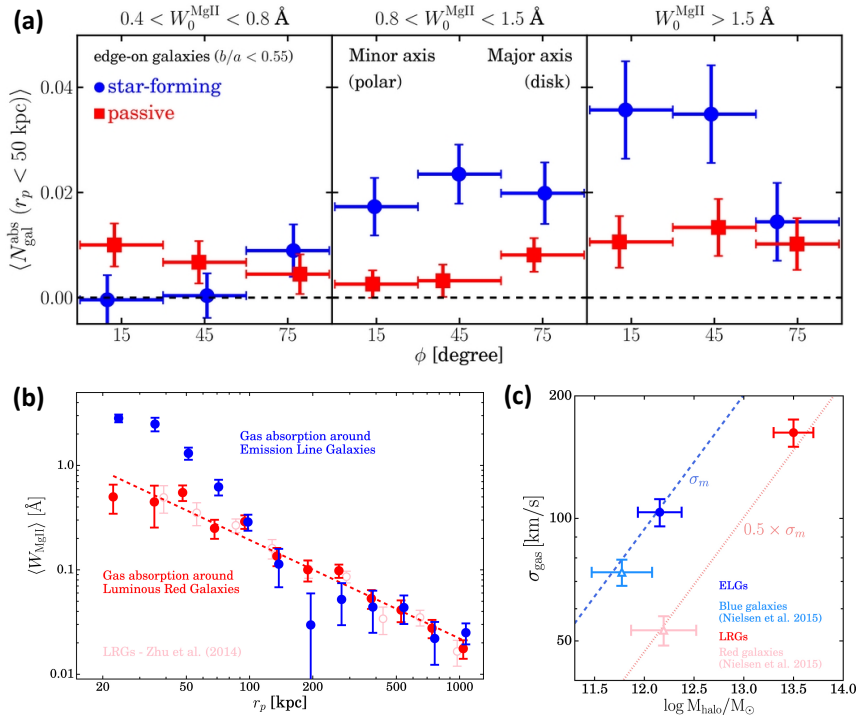 (a)
0.4 < W₀^MgII < 0.8 Å
0.8 < W₀^MgII < 1.5 Å
W₀^MgII > 1.5 Å
edge-on galaxies (b/a < 0.55)
star-forming
passive
Minor axis
(polar)
Major axis
(disk)
⟨N_gal^abs (r_p < 50 kpc)⟩
0.04
0.02
0.00
15 45 75 15 45 75 15 45 75
ϕ [degree]
(b)
Gas absorption around
Emission Line Galaxies
Gas absorption around
Luminous Red Galaxies
LRGs - Zhu et al. (2014)
⟨W_MgII⟩ [Å]
1.0
0.1
0.01
20 50 100 200 500 1000
r_p [kpc]
(c)
σ_m
0.5 × σ_m
ELGs
Blue galaxies
(Nielsen et al. 2015)
LRGs
Red galaxies
(Nielsen et al. 2015)
σ_gas [km/s]
200
100
50
11.5 12.0 12.5 13.0 13.5 14.0
log M_halo/M_⊙